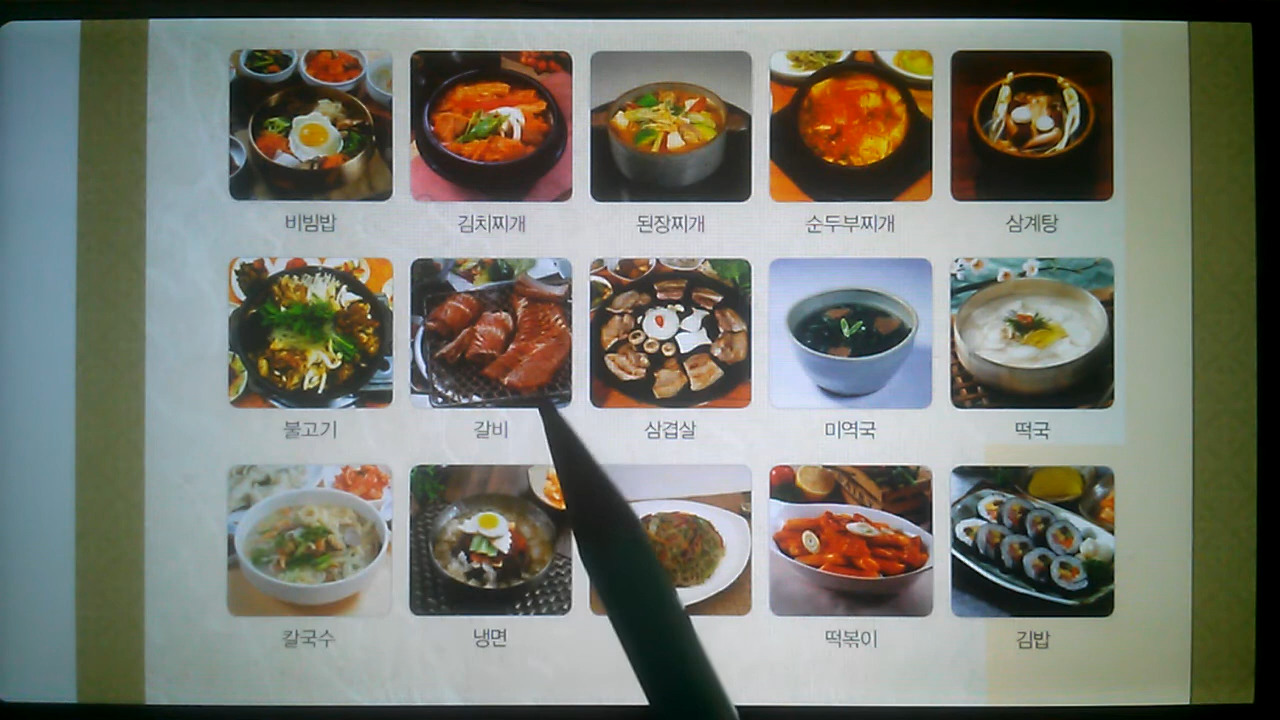 비빔밥
김치찌개
된장찌개
순두부찌개
삼계탕
불고기
갈비
삼겹살
미역국
떡국
칼국수
냉면
떡볶이
김밥